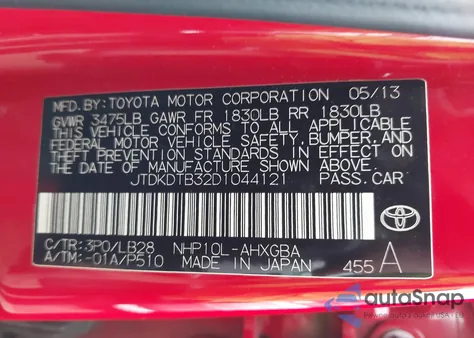 MFD. BY: TOYOTA MOTOR CORPORATION 05/13
GVWR 3475LB GAWR FR 1830LB RR 1830LB
THIS VEHICLE CONFORMS TO ALL APPLICABLE
FEDERAL MOTOR VEHICLE SAFETY, BUMPER, AND
THEFT PREVENTION STANDARDS IN EFFECT ON
THE DATE OF MANUFACTURE SHOWN ABOVE.
JTDKDTB32D1044121 PASS.CAR
TOYOTA
C/TR:3P0/LB28 NHP10L-AHXGBA
A/TM:-01A/P510 MADE IN JAPAN 455 A
autoSnap